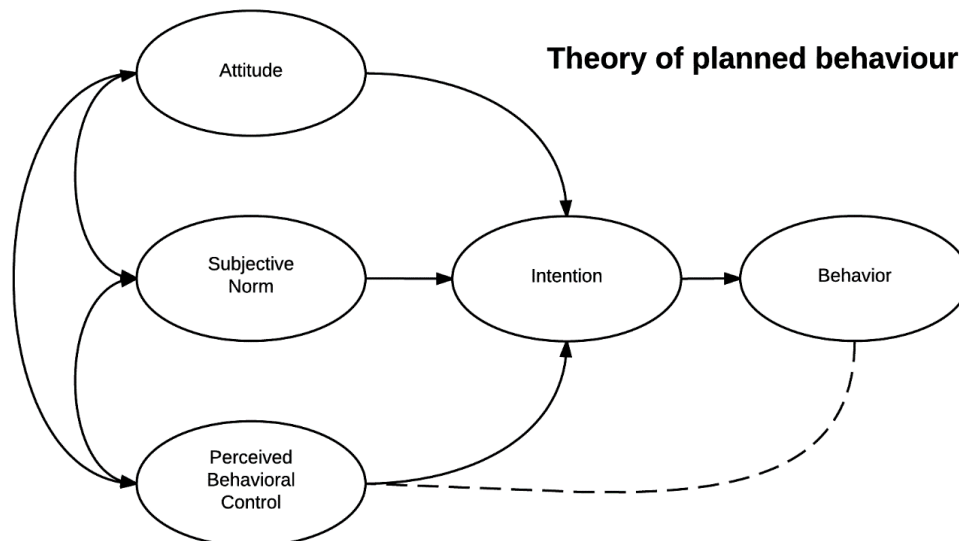 Theory of planned behaviour
Attitude
Subjective
Norm
Intention
Behavior
Perceived
Behavioral
Control